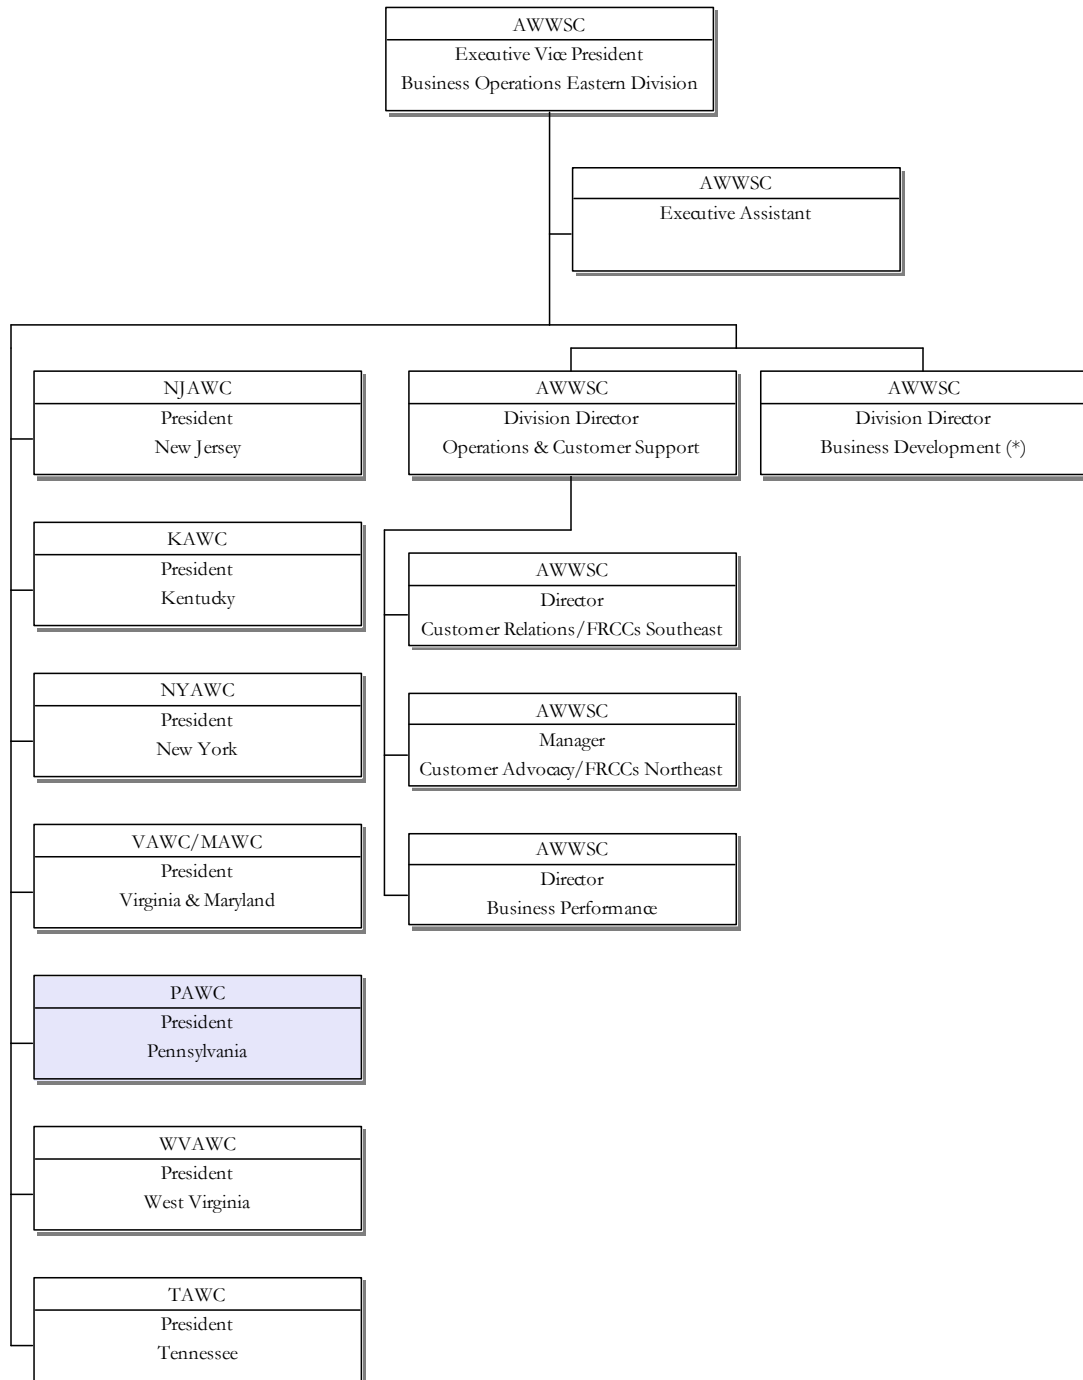 AWWSC
Executive Vice President
Business Operations Eastern Division
AWWSC
Executive Assistant
NJAWC
President
New Jersey
AWWSC
Division Director
Operations & Customer Support
AWWSC
Division Director
Business Development (*)
KAWC
President
Kentucky
AWWSC
Director
Customer Relations/FRCCs Southeast
NYAWC
President
New York
AWWSC
Manager
Customer Advocacy/FRCCs Northeast
VAWC/MAWC
President
Virginia & Maryland
AWWSC
Director
Business Performance
PAWC
President
Pennsylvania
WVAWC
President
West Virginia
TAWC
President
Tennessee